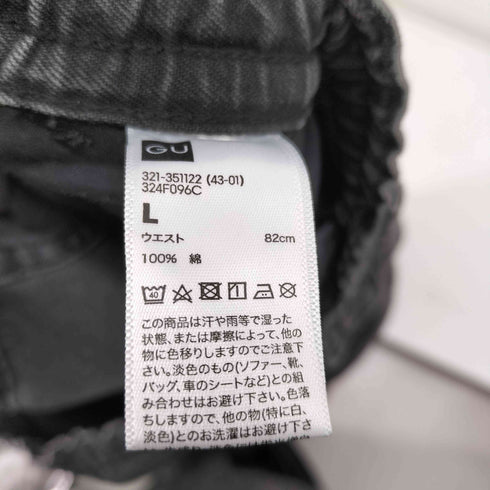 GU
321-351122 (43-01)
324F096C
L
ウエスト 82cm
100% 綿
40
この商品は汗や雨等で湿った
状態、または摩擦によって、他の
物に色移りしますのでご注意下
さい。淡色のもの(ソファー、靴、
バッグ、車のシートなど)との組
み合わせはお避け下さい。色落
ちしますので、他の物(特に白、
淡色)とのお洗濯はお避け下さ